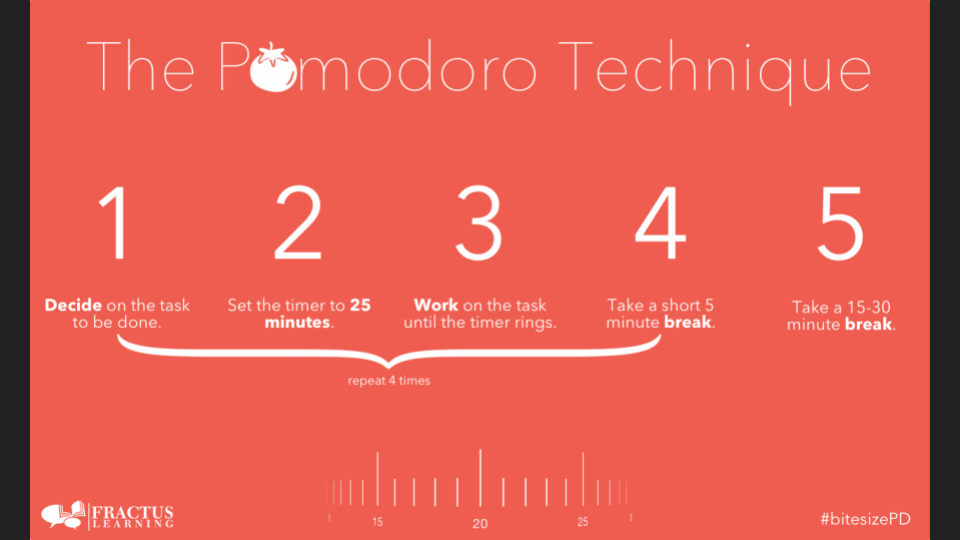 The Pomodoro Technique
1
2
3
4
5
Decide on the task
to be done.
Set the timer to 25
minutes.
Work on the task
until the timer rings.
Take a short 5
minute break.
Take a 15-30
minute break.
repeat 4 times
15
20
25
FRACTUS
LEARNING
#bitesizePD